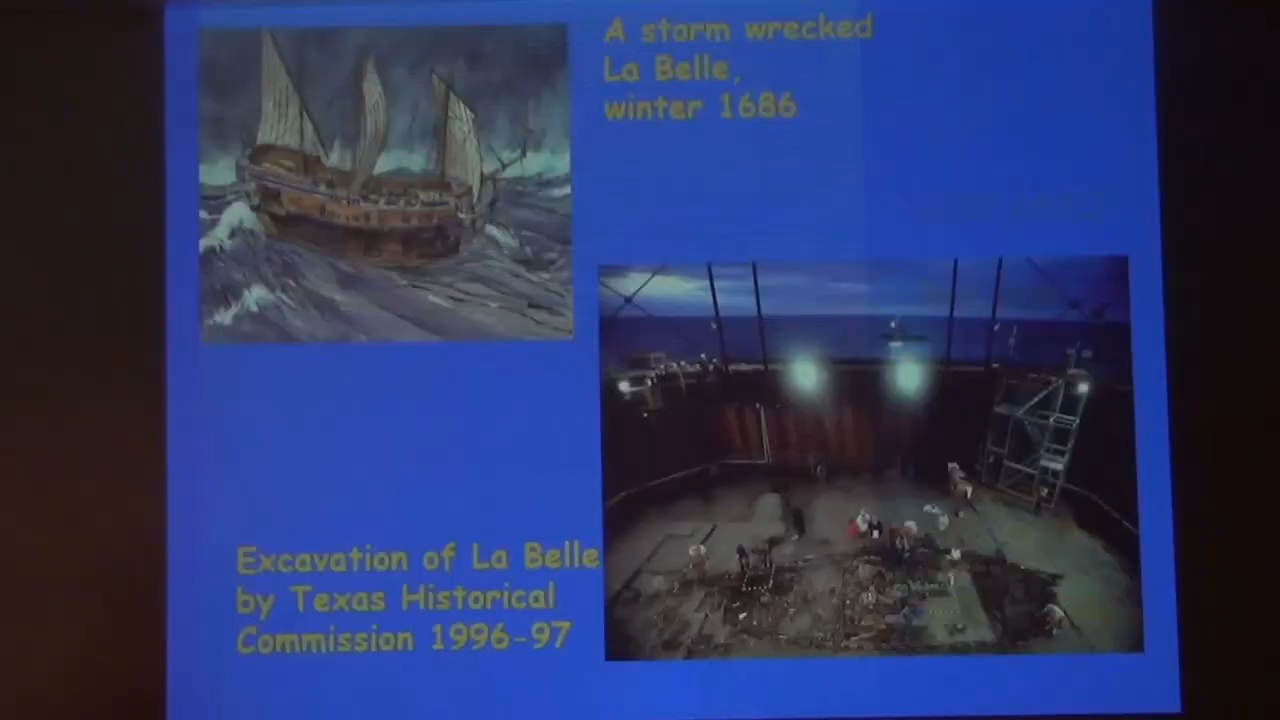 A storm wrecked
La Belle,
winter 1686
Excavation of La Belle
by Texas Historical
Commission 1996-97